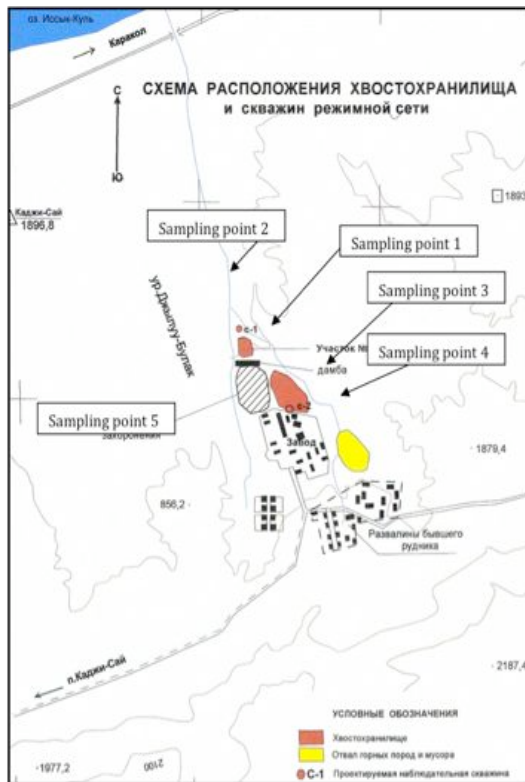 оз. Иссык-Куль
Каракол
С
СХЕМА РАСПОЛОЖЕНИЯ ХВОСТОХРАНИЛИЩА
и скважин режимной сети
Ю
1893
Каджи-Сай
1896,8
Sampling point 2
Sampling point 1
ур.Джылуу-Булак
Sampling point 3
с-1
Участок №
Sampling point 4
дамба
Sampling point 5
с-2
захоронения
Завод
1879,4
856,2
Развалины бывшего
рудника
п.Каджи-Сай
2187,4
УСЛОВНЫЕ ОБОЗНАЧЕНИЯ
Хвостохранилище
Отвал горных пород и мусора
1977,2
2100
С-1 Проектируемая наблюдательная скважина